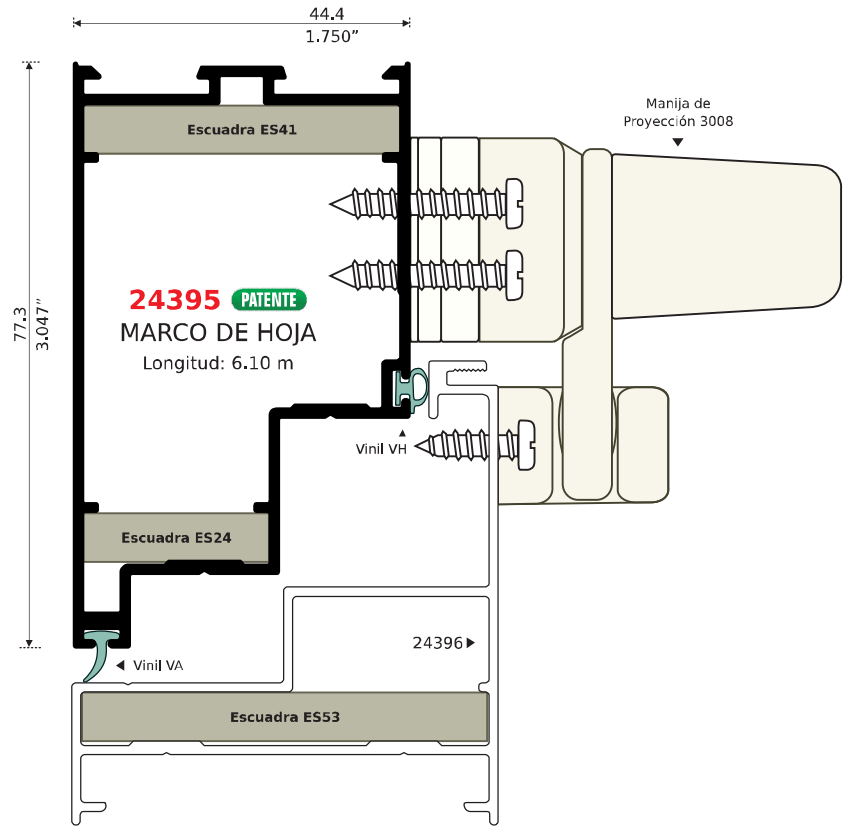 44.4
1.750”
Escuadra ES41
Manija de
Proyección 3008
77.3
3.047”
24395 PATENTE
MARCO DE HOJA
Longitud: 6.10 m
Vinil VH
Escuadra ES24
24396
Vinil VA
Escuadra ES53